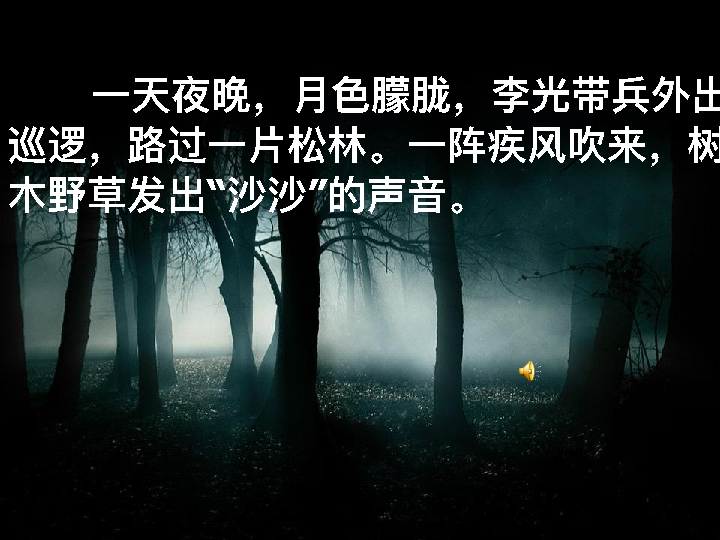 一天夜晚，月色朦胧，李光带兵外出
巡逻，路过一片松林。一阵疾风吹来，树
木野草发出“沙沙”的声音。